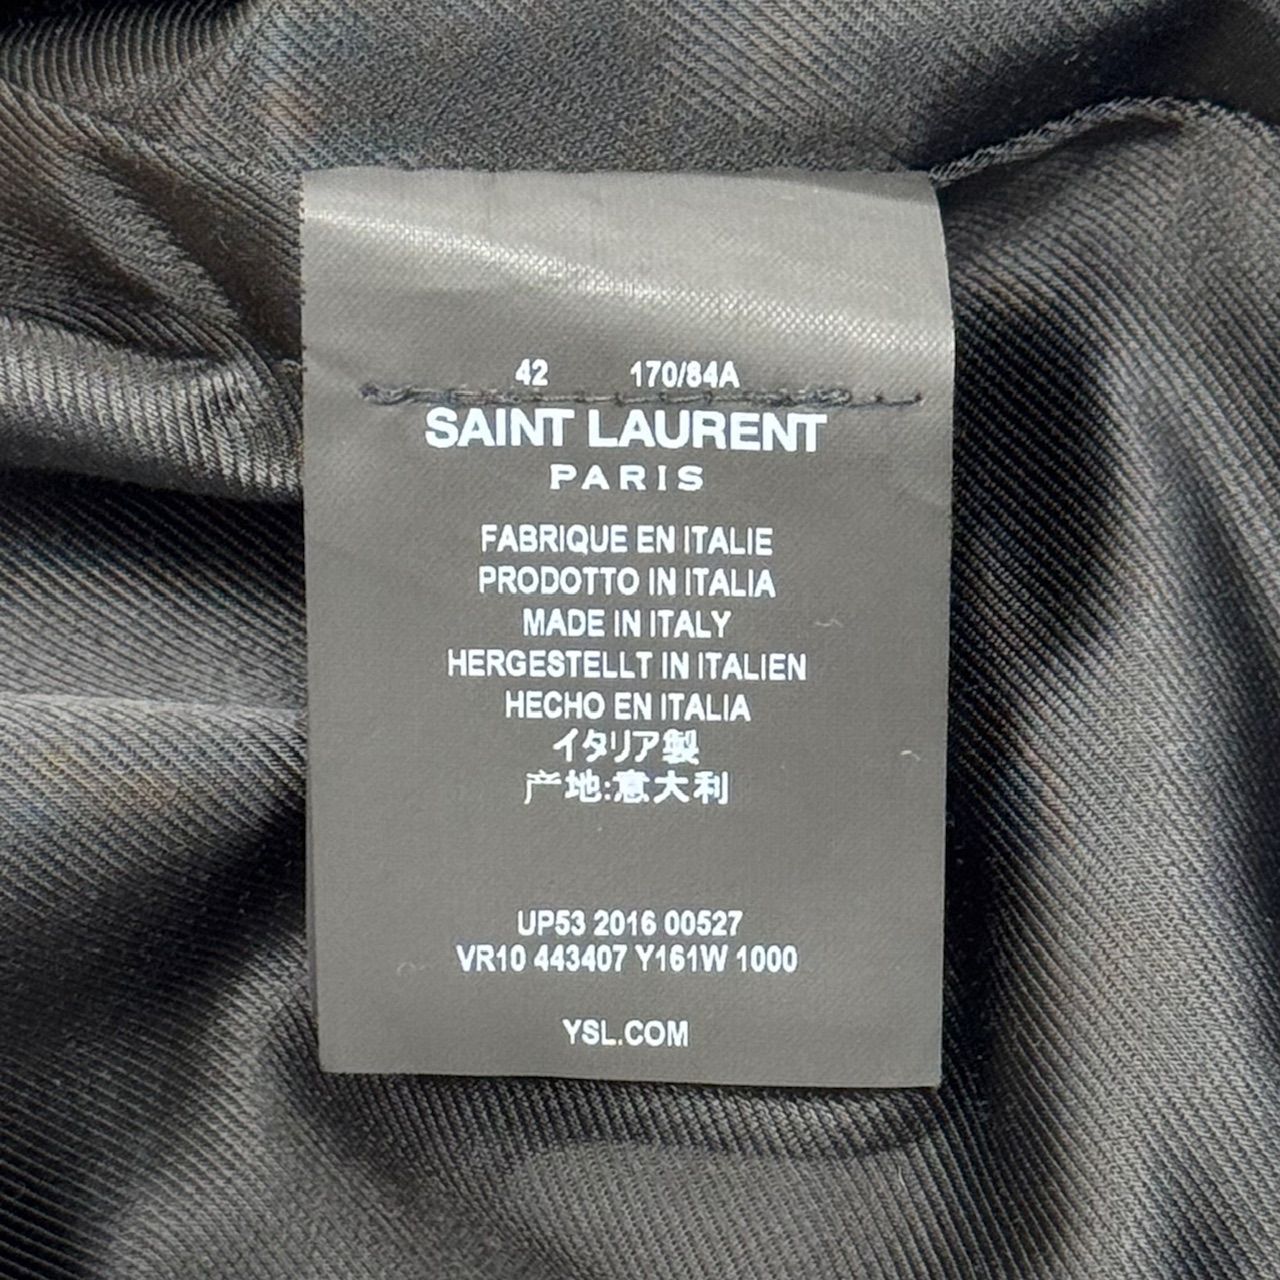 42 170/84A
SAINT LAURENT
PARIS
FABRIQUE EN ITALIE
PRODOTTO IN ITALIA
MADE IN ITALY
HERGESTELLT IN ITALIEN
HECHO EN ITALIA
イタリア製
产地:意大利
UP53 2016 00527
VR10 443407 Y161W 1000
YSL.COM